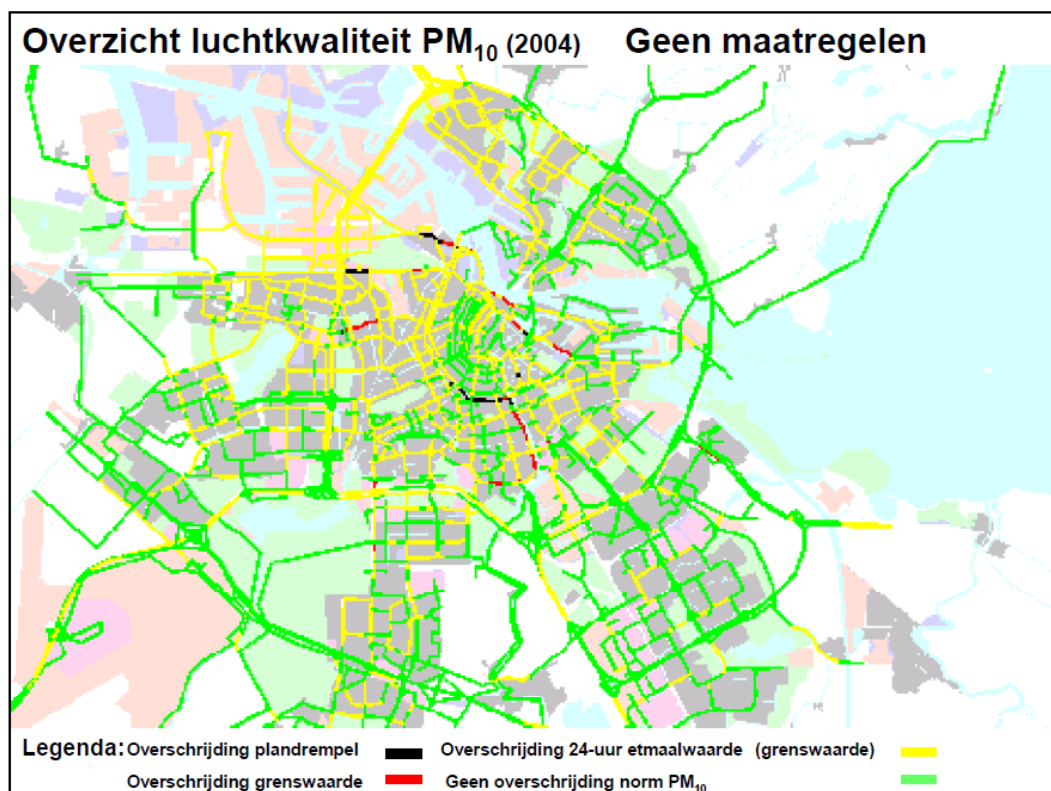 Overzicht luchtkwaliteit PM10 (2004) Geen maatregelen
Legenda: Overschrijding plandrempel Overschrijding 24-uur etmaalwaarde (grenswaarde)
Overschrijding grenswaarde Geen overschrijding norm PM10